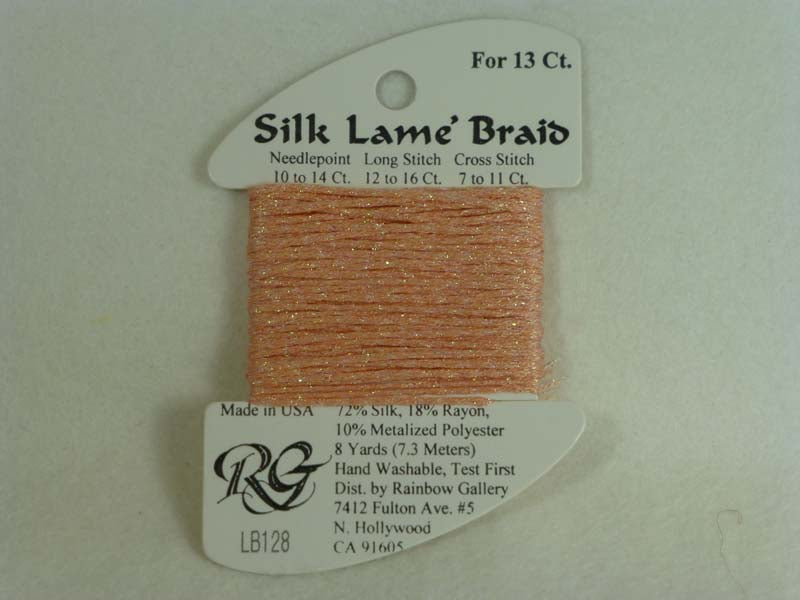 For 13 Ct.
Silk Lamé Braid
Needlepoint Long Stitch Cross Stitch
10 to 14 Ct. 12 to 16 Ct. 7 to 11 Ct.
Made in USA 72% Silk, 18% Rayon,
10% Metalized Polyester
8 Yards (7.3 Meters)
Hand Washable, Test First
Dist. by Rainbow Gallery
7412 Fulton Ave. #5
N. Hollywood
CA 91605
RG
LB128